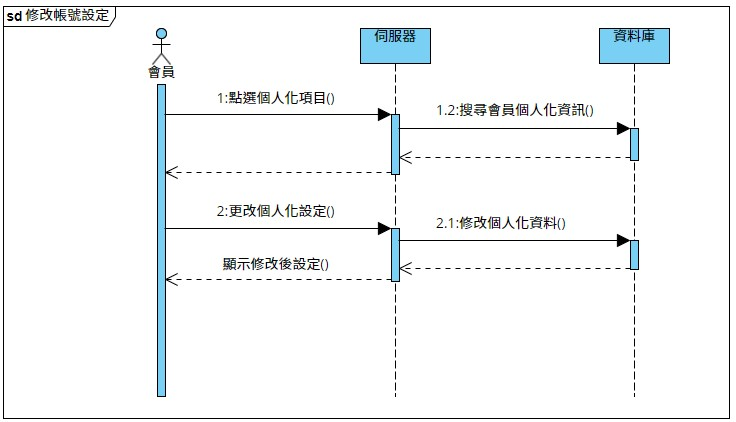 sd 修改帳號設定
伺服器
資料庫
會員
1:點選個人化項目()
1.2:搜尋會員個人化資訊()
2:更改個人化設定()
2.1:修改個人化資料()
顯示修改後設定()